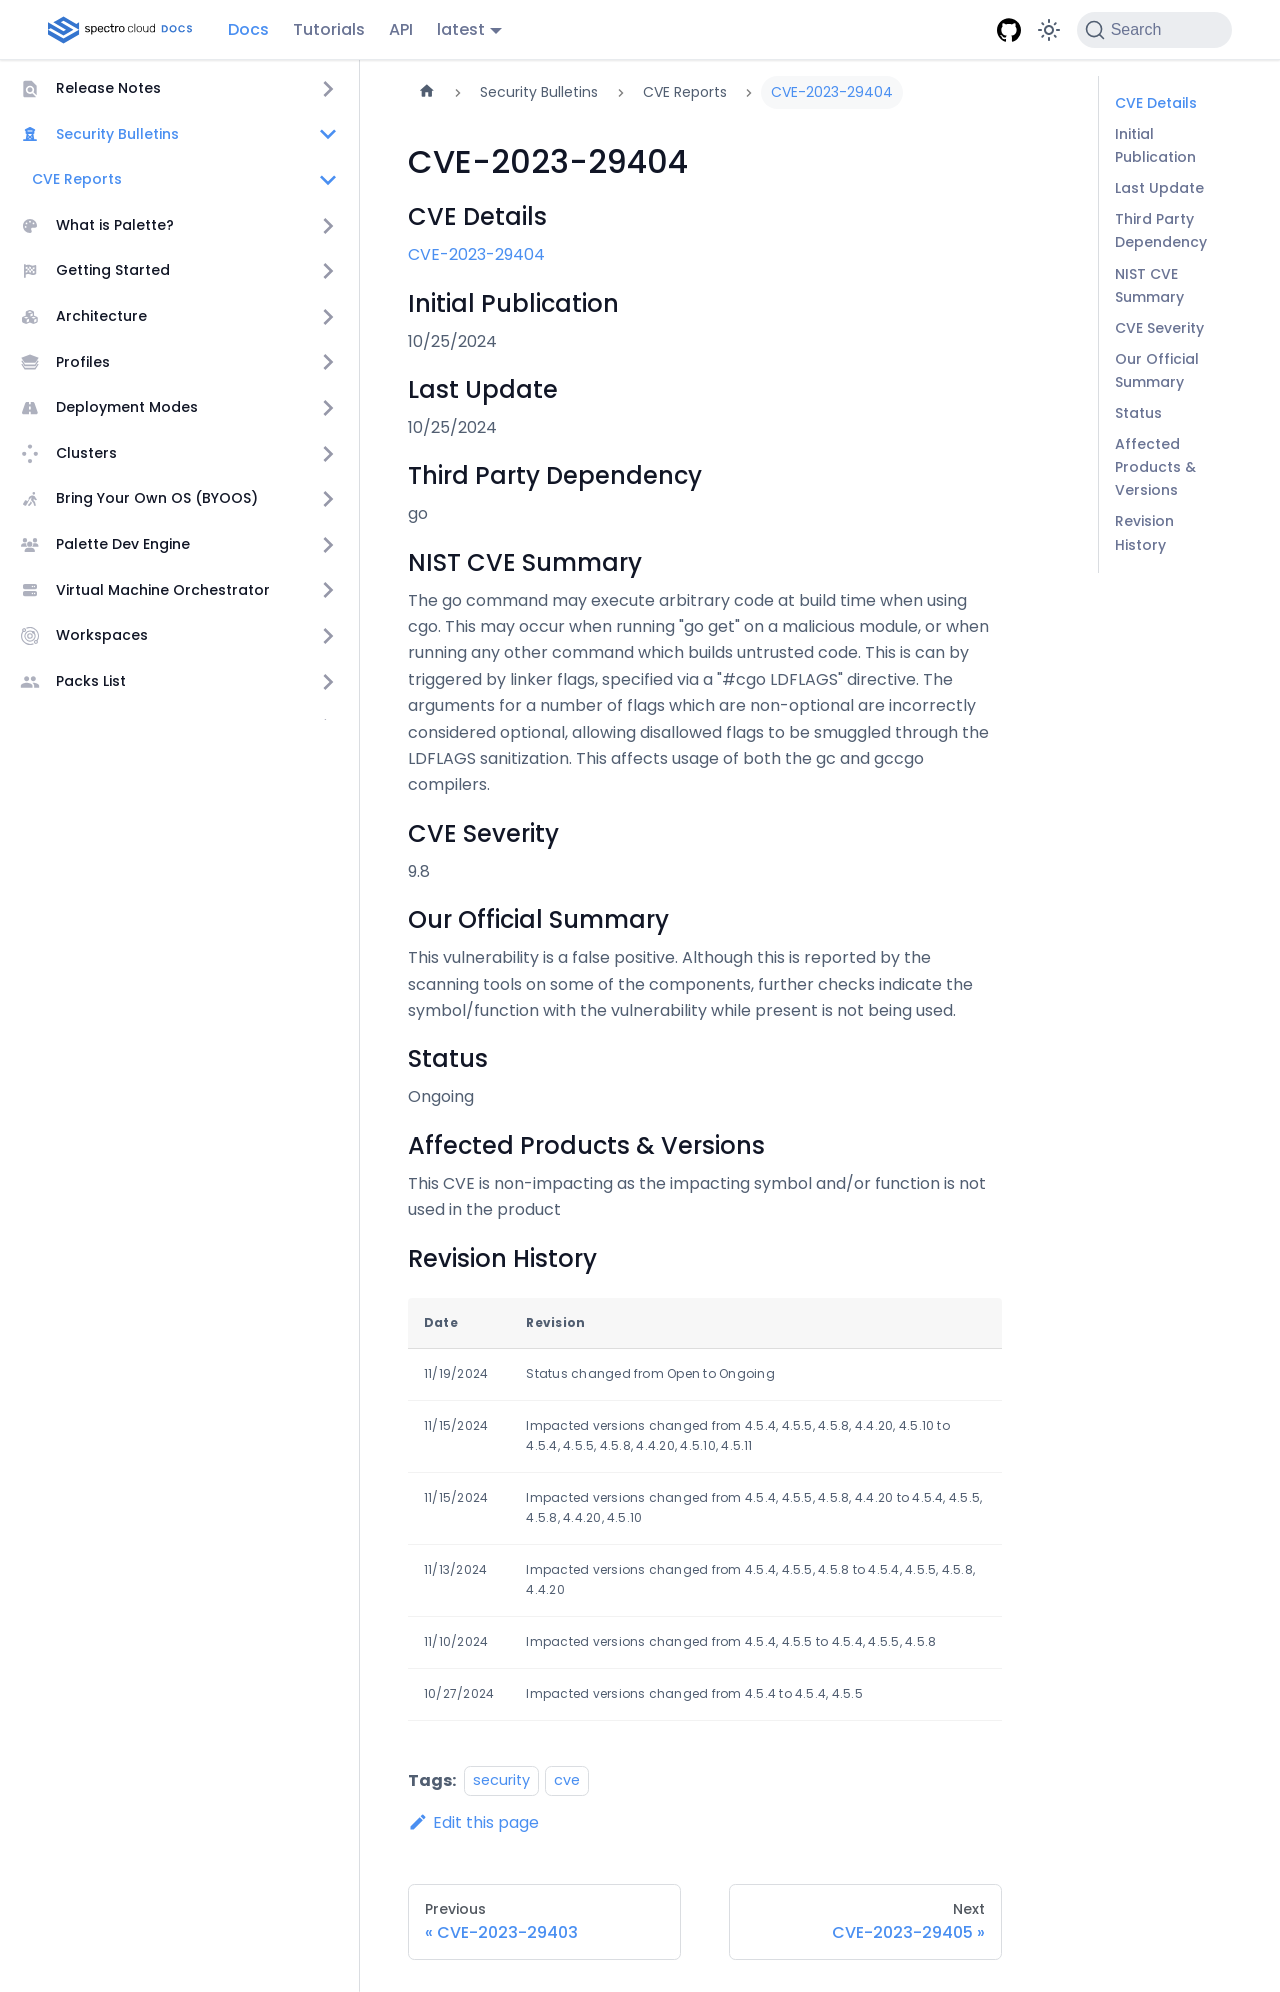 spectro cloud DOCS
Docs
Tutorials
API
latest
Search
Release Notes
Security Bulletins
CVE Reports
What is Palette?
Getting Started
Architecture
Profiles
Deployment Modes
Clusters
Bring Your Own OS (BYOOS)
Palette Dev Engine
Virtual Machine Orchestrator
Workspaces
Packs List
Security Bulletins
CVE Reports
CVE-2023-29404
CVE-2023-29404
CVE Details
CVE-2023-29404
Initial Publication
10/25/2024
Last Update
10/25/2024
Third Party Dependency
go
NIST CVE Summary
The go command may execute arbitrary code at build time when using
cgo. This may occur when running "go get" on a malicious module, or when
running any other command which builds untrusted code. This is can by
triggered by linker flags, specified via a "#cgo LDFLAGS" directive. The
arguments for a number of flags which are non-optional are incorrectly
considered optional, allowing disallowed flags to be smuggled through the
LDFLAGS sanitization. This affects usage of both the gc and gccgo
compilers.
CVE Severity
9.8
Our Official Summary
This vulnerability is a false positive. Although this is reported by the
scanning tools on some of the components, further checks indicate the
symbol/function with the vulnerability while present is not being used.
Status
Ongoing
Affected Products & Versions
This CVE is non-impacting as the impacting symbol and/or function is not
used in the product
Revision History
Date Revision
11/19/2024 Status changed from Open to Ongoing
11/15/2024 Impacted versions changed from 4.5.4, 4.5.5, 4.5.8, 4.4.20, 4.5.10 to
4.5.4, 4.5.5, 4.5.8, 4.4.20, 4.5.10, 4.5.11
11/15/2024 Impacted versions changed from 4.5.4, 4.5.5, 4.5.8, 4.4.20 to 4.5.4, 4.5.5,
4.5.8, 4.4.20, 4.5.10
11/13/2024 Impacted versions changed from 4.5.4, 4.5.5, 4.5.8 to 4.5.4, 4.5.5, 4.5.8,
4.4.20
11/10/2024 Impacted versions changed from 4.5.4, 4.5.5 to 4.5.4, 4.5.5, 4.5.8
10/27/2024 Impacted versions changed from 4.5.4 to 4.5.4, 4.5.5
Tags: security cve
Edit this page
Previous
« CVE-2023-29403
Next
CVE-2023-29405 »
CVE Details
Initial
Publication
Last Update
Third Party
Dependency
NIST CVE
Summary
CVE Severity
Our Official
Summary
Status
Affected
Products &
Versions
Revision
History